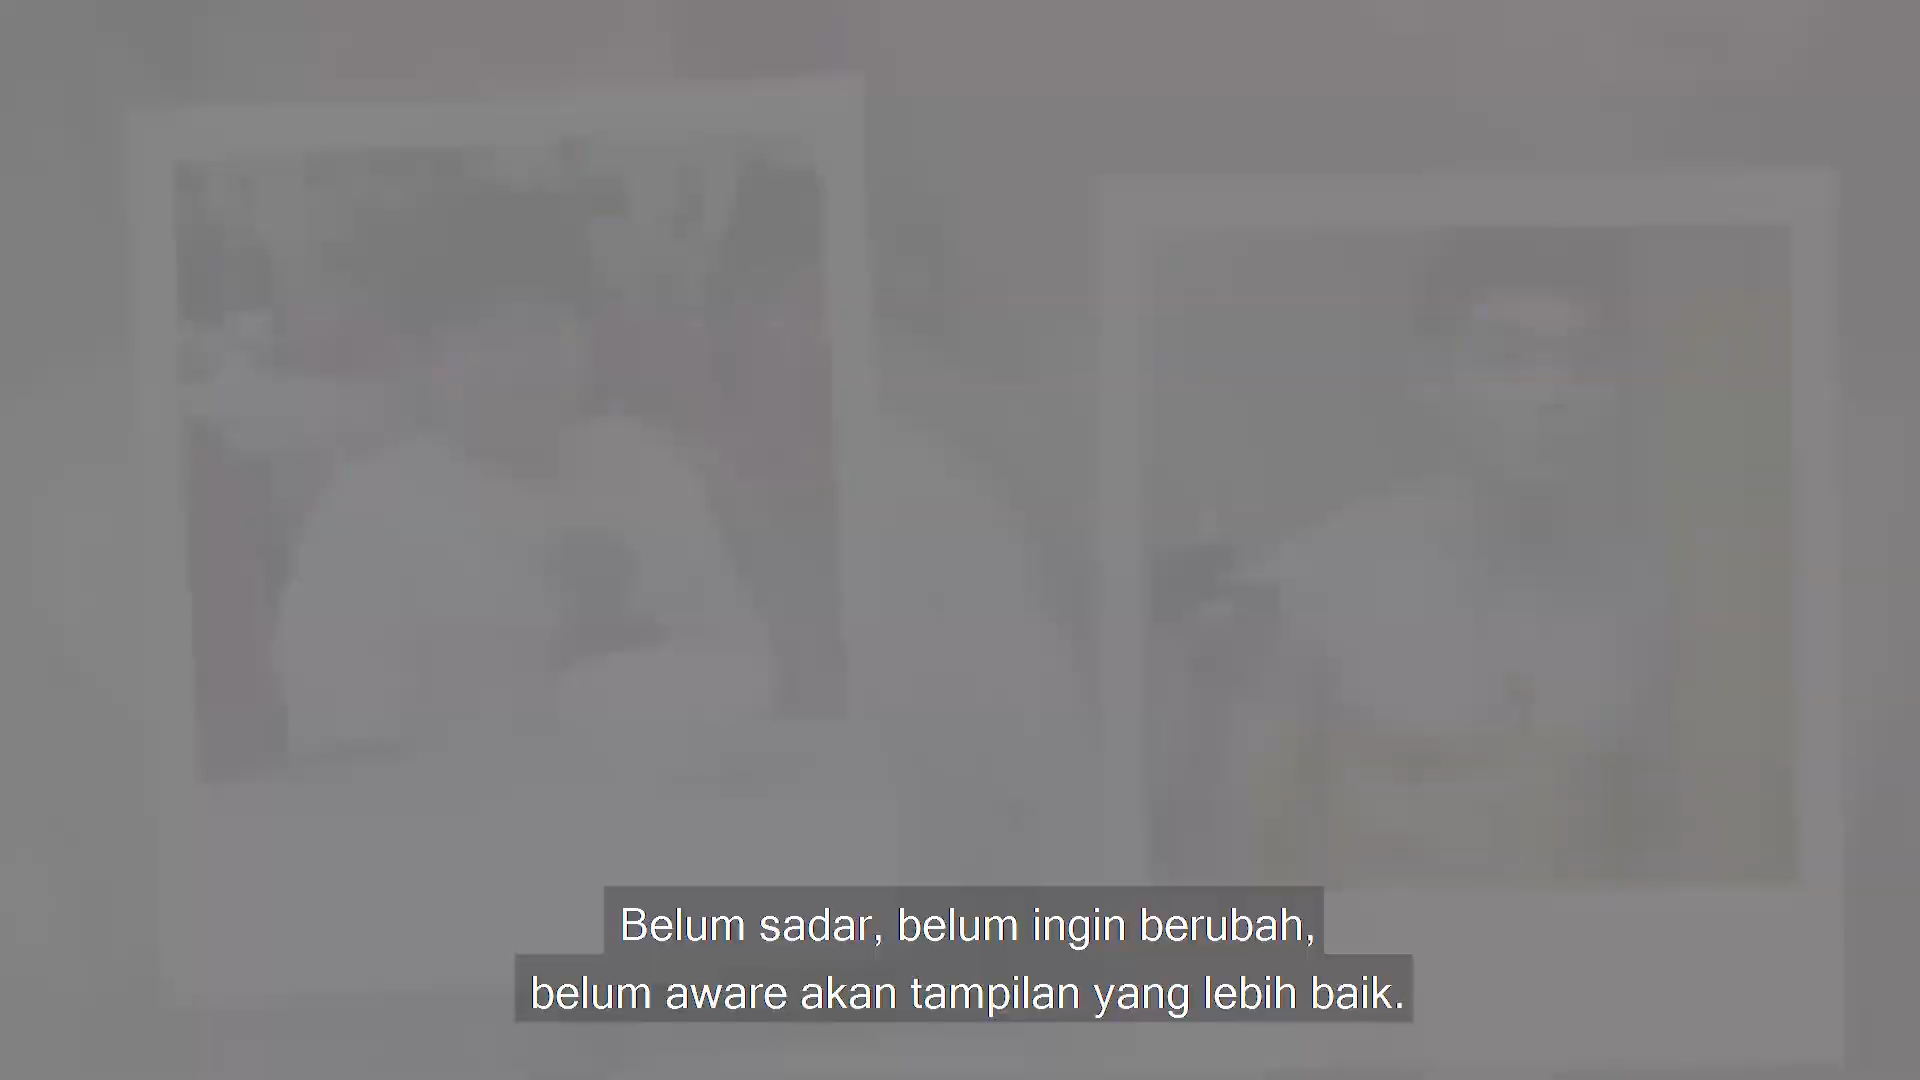 Belum sadar, belum ingin berubah,
belum aware akan tampilan yang lebih baik.